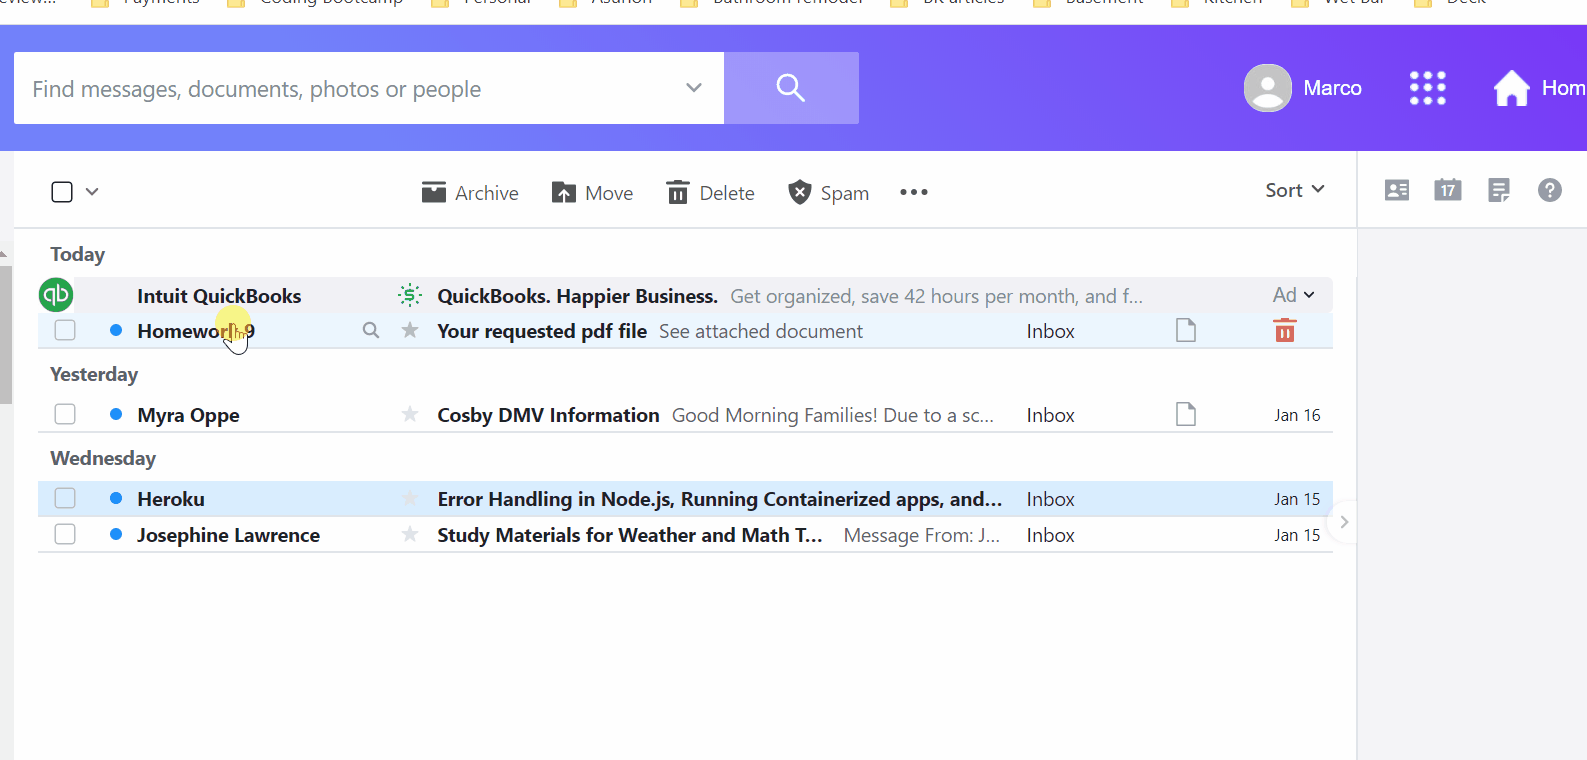 Payments Coding Bootcamp Personal Asurion Bathroom remodel BK articles Basement Kitchen Wet Bar Deck
Find messages, documents, photos or people
Marco
Hom
Archive Move Delete Spam
Sort
17
Today
qb Intuit QuickBooks QuickBooks. Happier Business. Get organized, save 42 hours per month, and f... Ad
Homework 9 Your requested pdf file See attached document Inbox
Yesterday
Myra Oppe Cosby DMV Information Good Morning Families! Due to a sc... Inbox Jan 16
Wednesday
Heroku Error Handling in Node.js, Running Containerized apps, and... Inbox Jan 15
Josephine Lawrence Study Materials for Weather and Math T... Message From: J... Inbox Jan 15